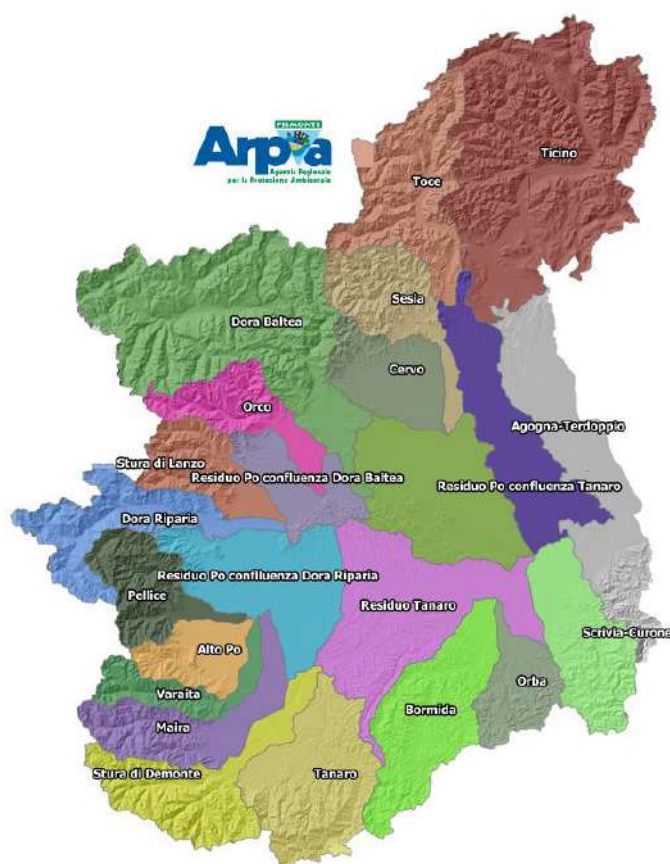 PIEMONTE
Arpa
Agenzia Regionale
per la Protezione Ambientale
Ticino
Toce
Sesia
Dora Baltea
Cervo
Orco
Agogna-Terdoppio
Stura di Lanzo
Residuo Po confluenza Dora Baltea
Residuo Po confluenza Tanaro
Dora Riparia
Residuo Po conflluenza Dora Riparia
Pellice
Residuo Tanaro
Scrivia-Curone
Alto Po
Orba
Varaita
Bormida
Maira
Stura di Demonte
Tanaro